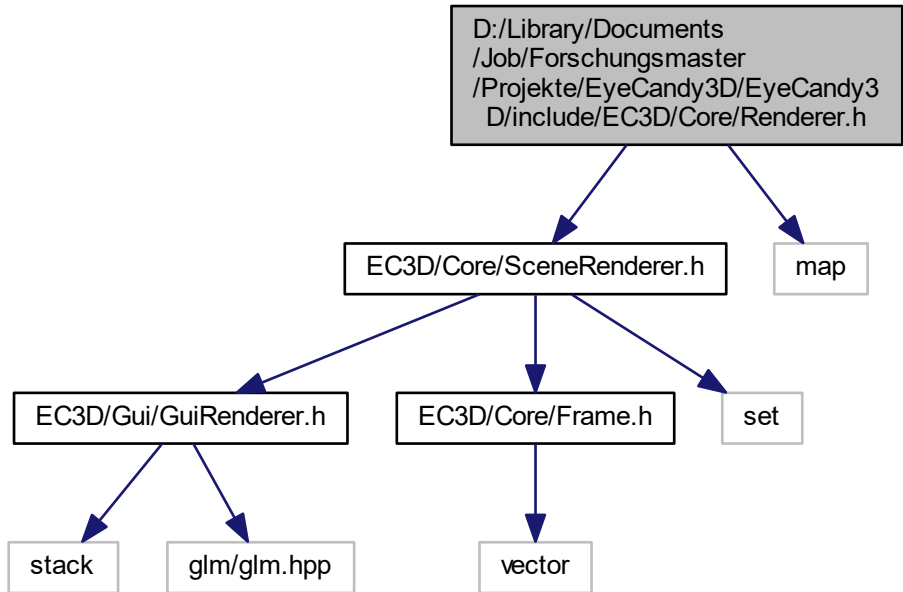 D:/Library/Documents
/Job/Forschungsmaster
/Projekte/EyeCandy3D/EyeCandy3
D/include/EC3D/Core/Renderer.h
EC3D/Core/SceneRenderer.h
map
EC3D/Gui/GuiRenderer.h
EC3D/Core/Frame.h
set
stack
glm/glm.hpp
vector